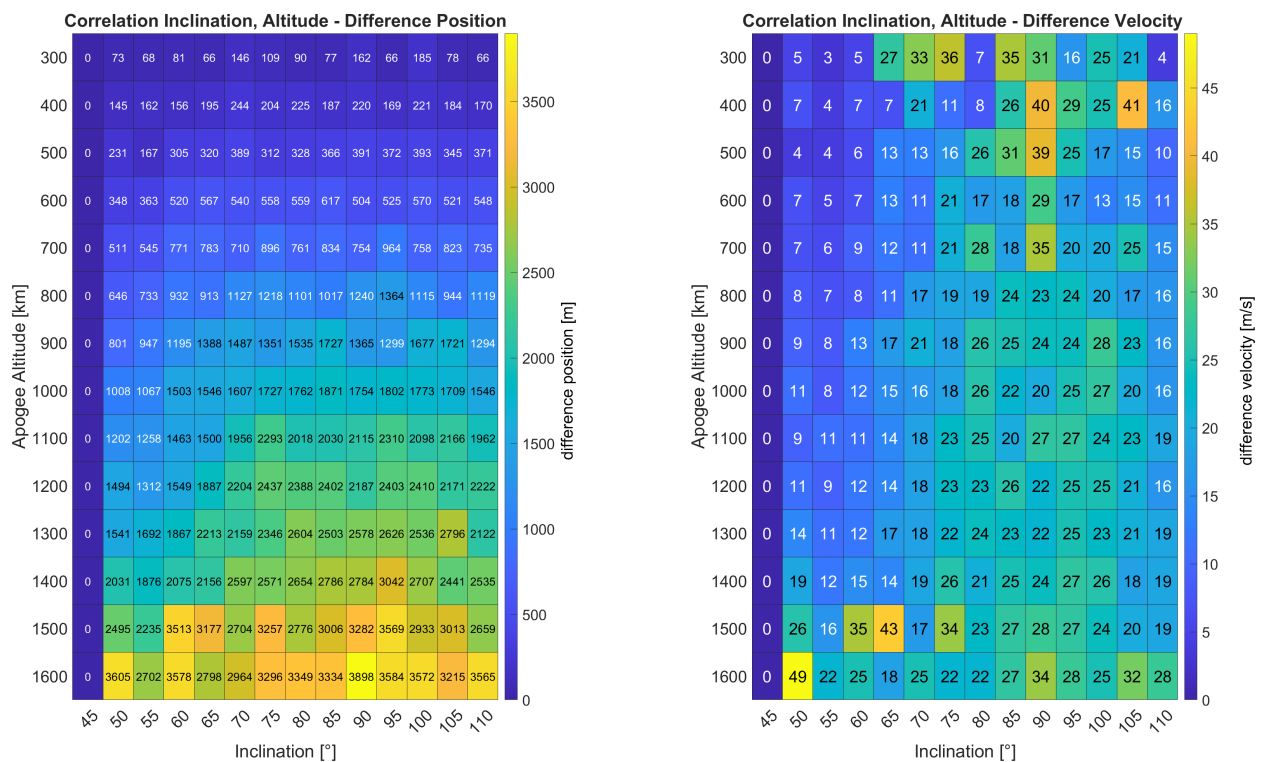 Correlation Inclination, Altitude - Difference Position
300 0 73 68 81 66 146 109 90 77 162 66 185 78 66
400 0 145 162 156 195 244 204 225 187 220 169 221 184 170
500 0 231 167 305 320 389 312 328 366 391 372 393 345 371
600 0 348 363 520 567 540 558 559 617 504 525 570 521 548
700 0 511 545 771 783 710 896 761 834 754 964 758 823 735
800 0 646 733 932 913 1127 1218 1101 1017 1240 1364 1115 944 1119
900 0 801 947 1195 1388 1487 1351 1535 1727 1365 1299 1677 1721 1294
1000 0 1008 1067 1503 1546 1607 1727 1762 1871 1754 1802 1773 1709 1546
1100 0 1202 1258 1463 1500 1956 2293 2018 2030 2115 2310 2098 2166 1962
1200 0 1494 1312 1549 1887 2204 2437 2388 2402 2187 2403 2410 2171 2222
1300 0 1541 1692 1867 2213 2159 2346 2604 2503 2578 2626 2536 2796 2122
1400 0 2031 1876 2075 2156 2597 2571 2654 2786 2784 3042 2707 2441 2535
1500 0 2495 2235 3513 3177 2704 3257 2776 3006 3282 3569 2933 3013 2659
1600 0 3605 2702 3578 2798 2964 3296 3349 3334 3898 3584 3572 3215 3565
45 50 55 60 65 70 75 80 85 90 95 100 105 110
Inclination [°]
Apogee Altitude [km]
3500
3000
2500
2000
1500
1000
500
0
difference position [m]
Correlation Inclination, Altitude - Difference Velocity
300 0 5 3 5 27 33 36 7 35 31 16 25 21 4
400 0 7 4 7 7 21 11 8 26 40 29 25 41 16
500 0 4 4 6 13 13 16 26 31 39 25 17 15 10
600 0 7 5 7 13 11 21 17 18 29 17 13 15 11
700 0 7 6 9 12 11 21 28 18 35 20 20 25 15
800 0 8 7 8 11 17 19 19 24 23 24 20 17 16
900 0 9 8 13 17 21 18 26 25 24 24 28 23 16
1000 0 11 8 12 15 16 18 26 22 20 25 27 20 16
1100 0 9 11 11 14 18 23 25 20 27 27 24 23 19
1200 0 11 9 12 14 18 23 23 26 22 25 25 21 16
1300 0 14 11 12 17 18 22 24 23 22 25 23 21 19
1400 0 19 12 15 14 19 26 21 25 24 27 26 18 19
1500 0 26 16 35 43 17 34 23 27 28 27 24 20 19
1600 0 49 22 25 18 25 22 22 27 34 28 25 32 28
45 50 55 60 65 70 75 80 85 90 95 100 105 110
Inclination [°]
Apogee Altitude [km]
45
40
35
30
25
20
15
10
5
0
difference velocity [m/s]